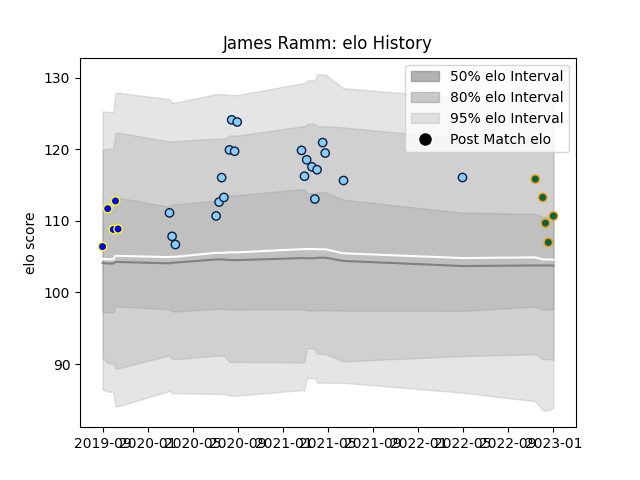 James Ramm: elo History
130
120
110
100
90
elo score
50% elo Interval
80% elo Interval
95% elo Interval
Post Match elo
2019-09 2020-01 2020-05 2020-09 2021-01 2021-05 2021-09 2022-01 2022-05 2022-09 2023-01